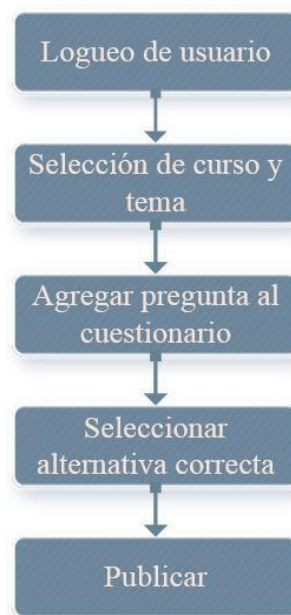 Logueo de usuario
Selección de curso y
tema
Agregar pregunta al
cuestionario
Seleccionar
alternativa correcta
Publicar